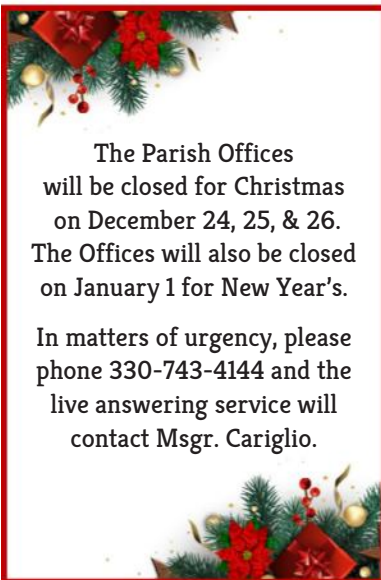 The Parish Offices
will be closed for Christmas
on December 24, 25, & 26.
The Offices will also be closed
on January 1 for New Year's.
In matters of urgency, please
phone 330-743-4144 and the
live answering service will
contact Msgr. Cariglio.